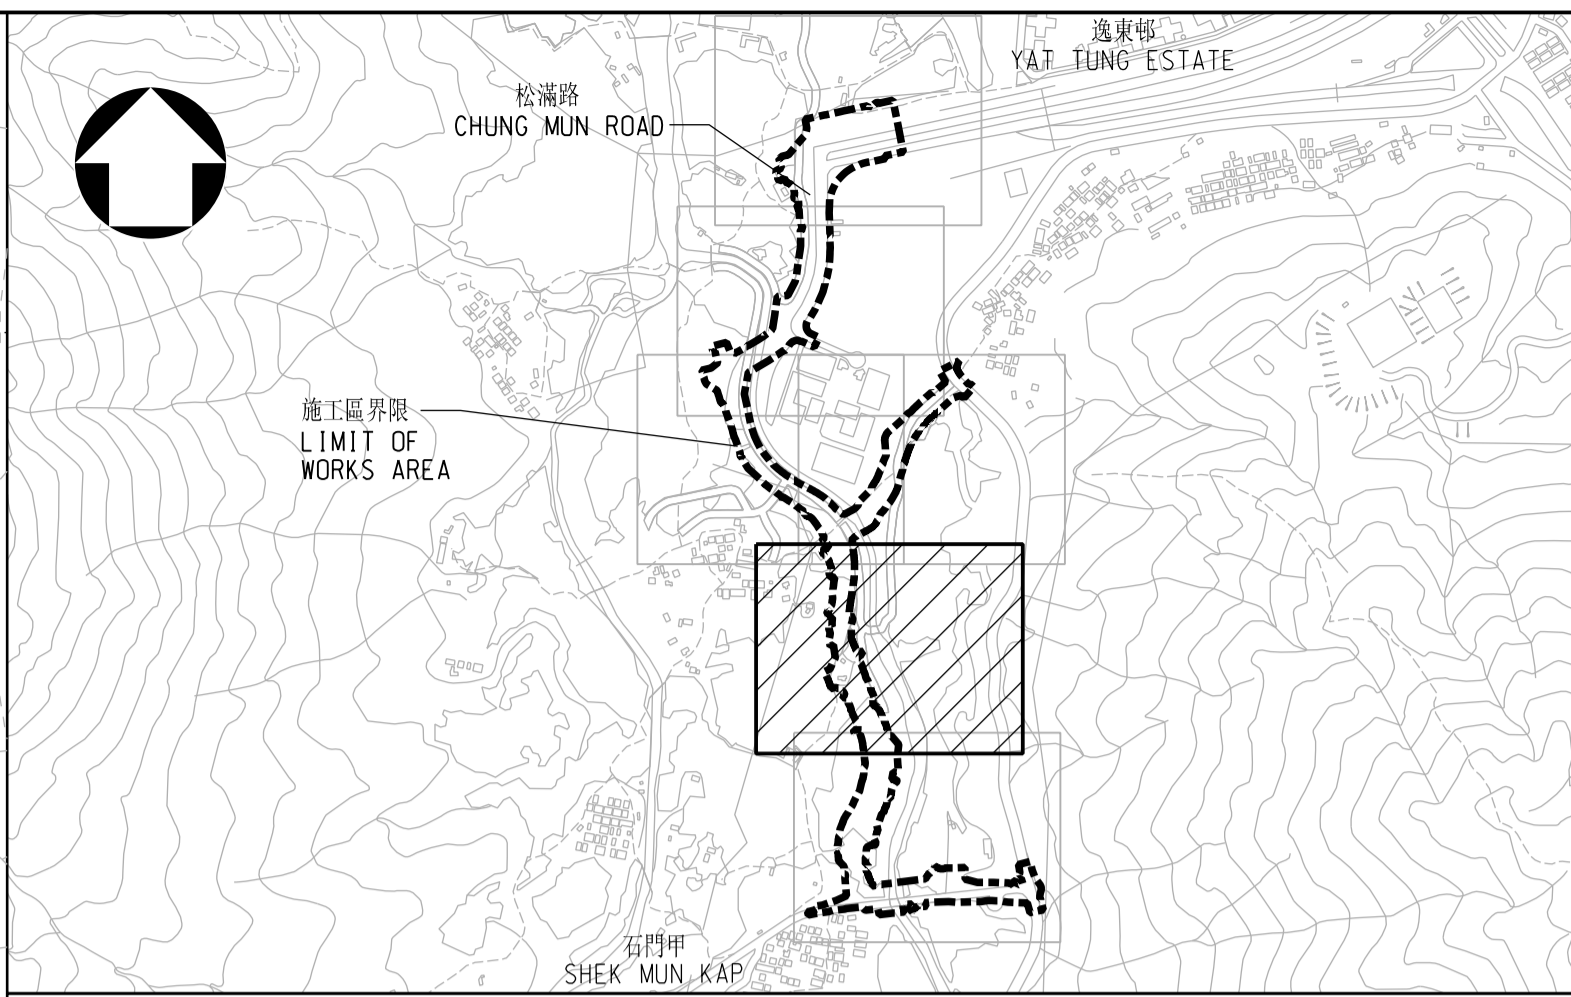 逸東邨
YAT TUNG ESTATE
松滿路
CHUNG MUN ROAD
施工區界限
LIMIT OF
WORKS AREA
石門甲
SHEK MUN KAP